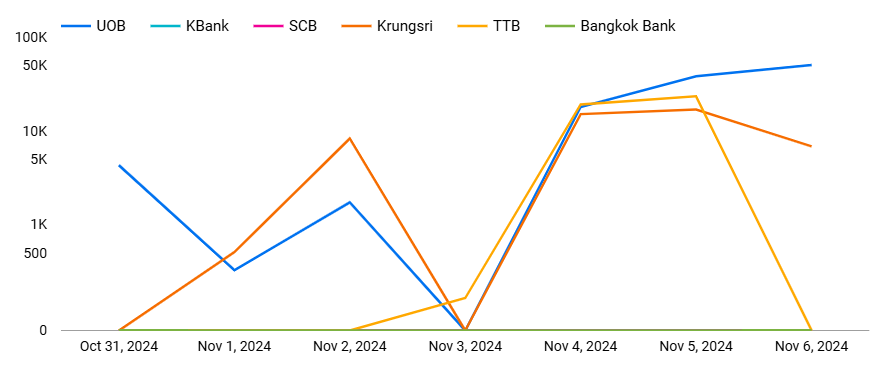 UOB KBank SCB Krungsri TTB Bangkok Bank
100K
50K
10K
5K
1K
500
0
Oct 31, 2024 Nov 1, 2024 Nov 2, 2024 Nov 3, 2024 Nov 4, 2024 Nov 5, 2024 Nov 6, 2024